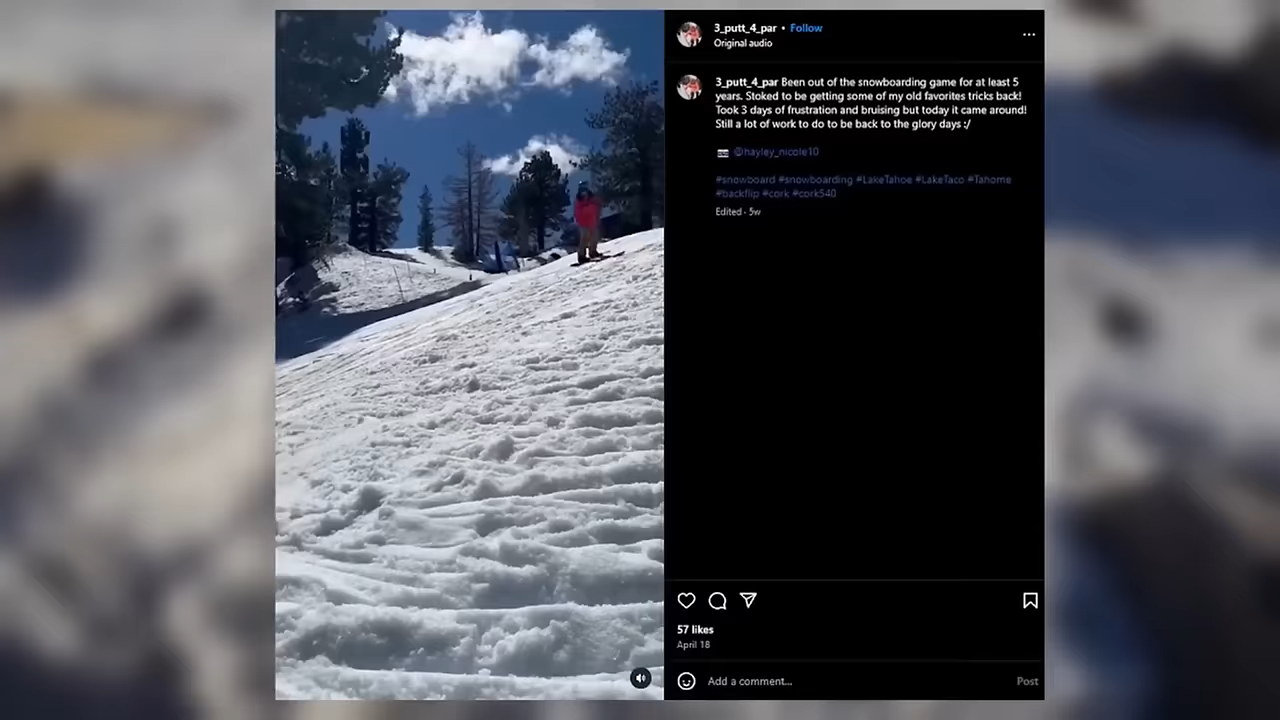 3_putt_4_par • Follow
Original audio
3_putt_4_par Been out of the snowboarding game for at least 5
years. Stoked to be getting some of my old favorites tricks back!
Took 3 days of frustration and bruising but today it came around!
Still a lot of work to do to be back to the glory days :/
@hayley_nicole10
#snowboard #snowboarding #LakeTahoe #LakeTaco #Tahome
#backflip #cork #cork540
Edited · 5w
57 likes
April 18
Add a comment...
Post